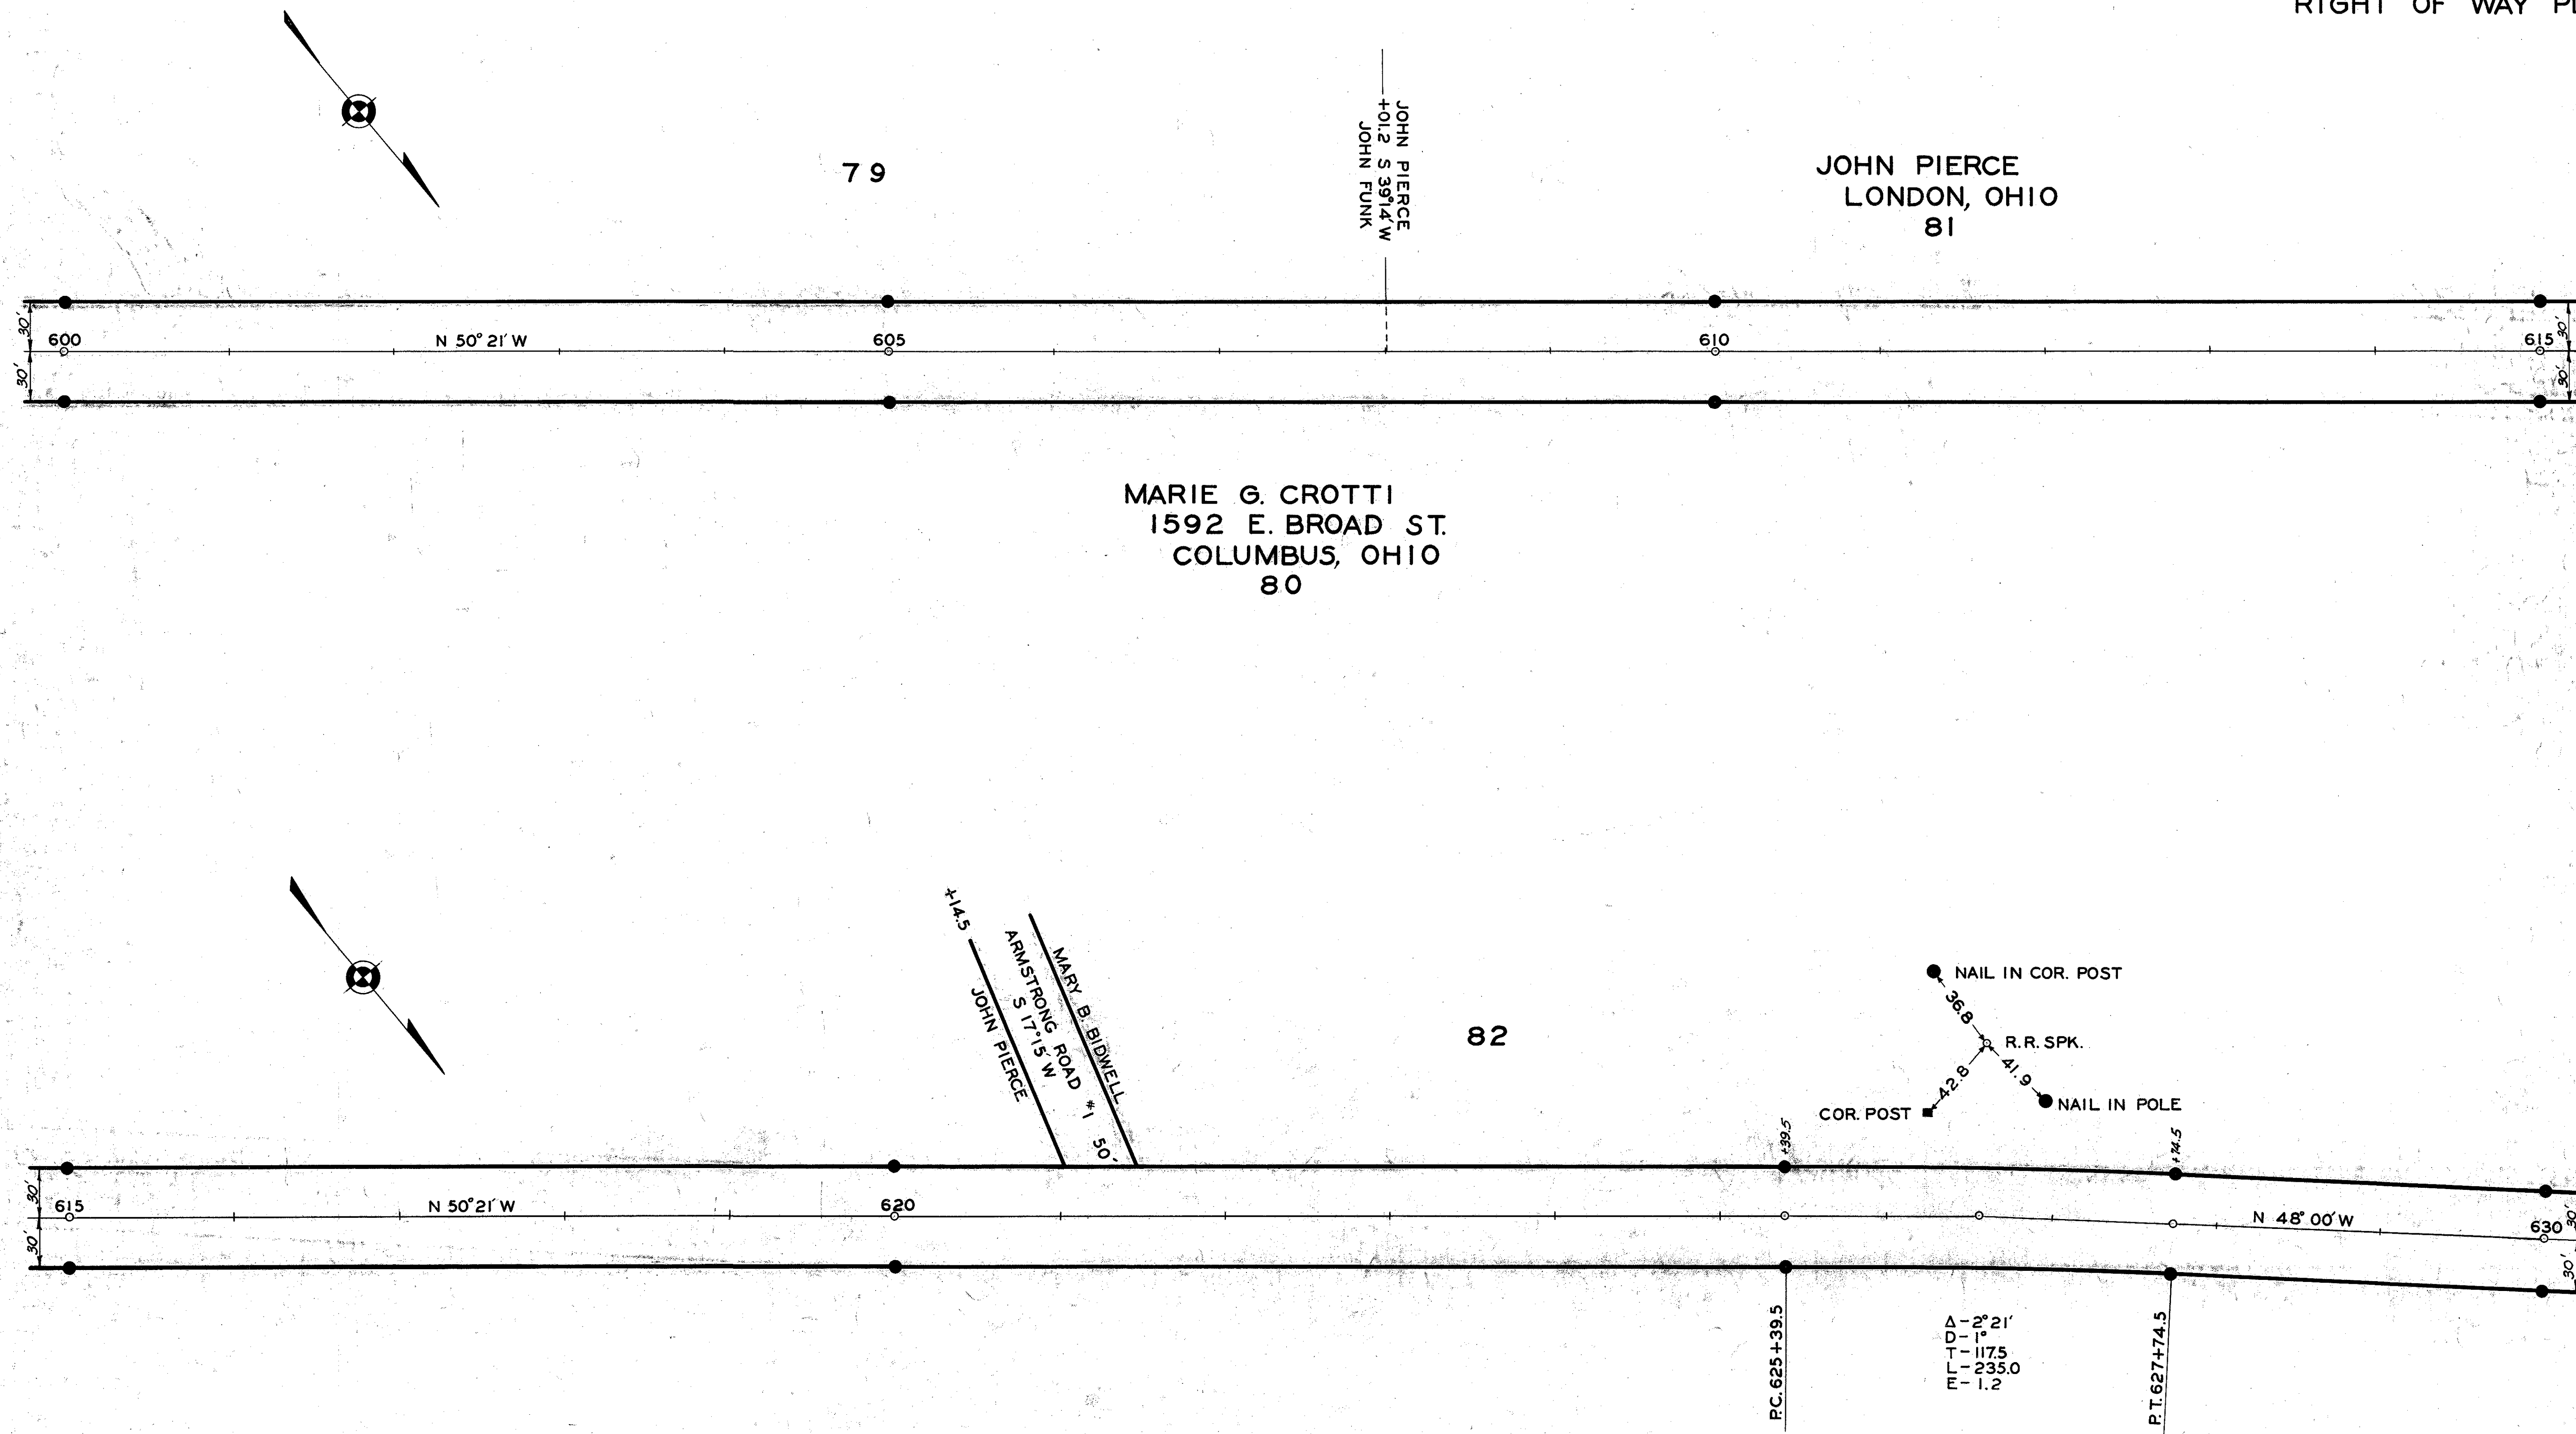 RIGHT OF WAY
79
JOHN PIERCE
+01.2 S 39°14' W
JOHN FUNK
JOHN PIERCE
LONDON, OHIO
81
30'
30'
600
N 50° 21' W
605
610
615
30'
30'
MARIE G. CROTTI
1592 E. BROAD ST.
COLUMBUS, OHIO
80
+14.5
JOHN PIERCE
ARMSTRONG ROAD #1 50'
S 17°15' W
MARY B. BIDWELL
82
NAIL IN COR. POST
36.8
R.R. SPK.
42.8
41.9
COR. POST
NAIL IN POLE
+39.5
+74.5
30'
30'
615
N 50° 21' W
620
N 48° 00' W
630
30'
30'
P.C. 625+39.5
Δ-2° 21'
D-1°
T-117.5
L-235.0
E-1.2
P.T. 627+74.5